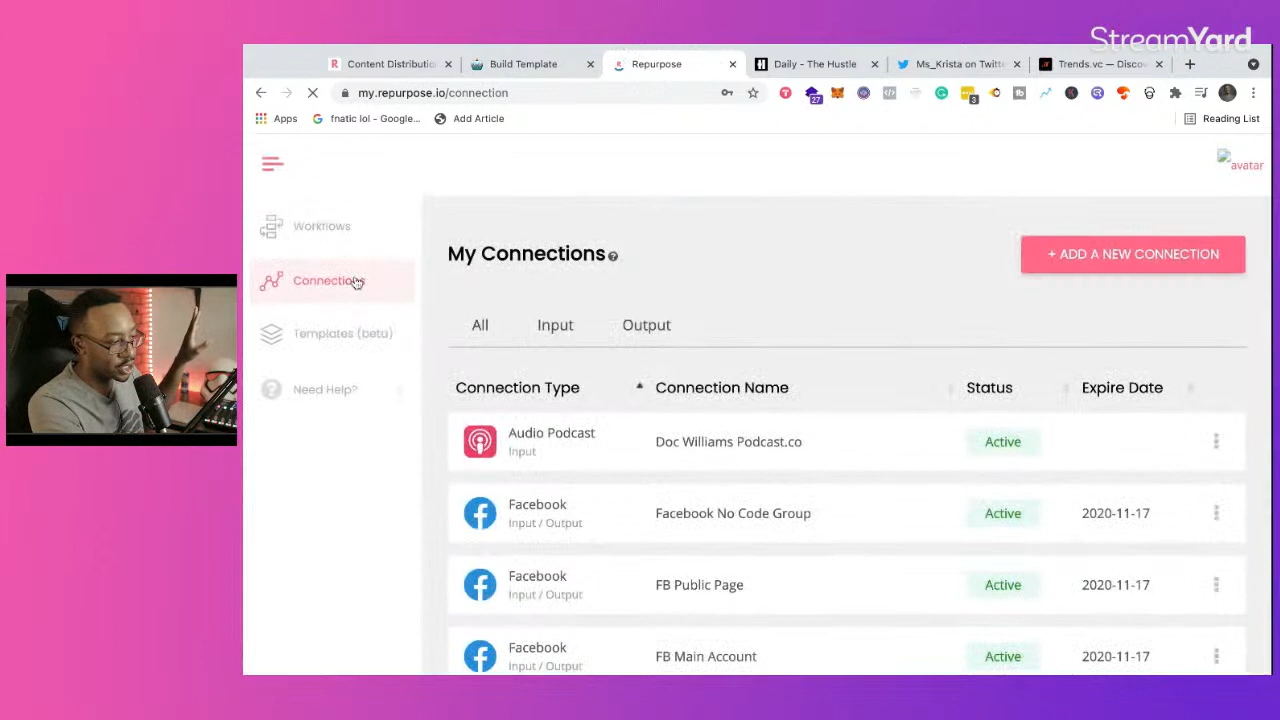 StreamYard
Content Distributio
Build Template
Repurpose
Daily - The Hustle
Ms_Krista on Twitte
Trends.vc — Discov
my.repurpose.io/connection
27
3
Apps
fnatic lol - Google...
Add Article
Reading List
avatar
Workflows
Connections
Templates (beta)
Need Help?
My Connections
+ ADD A NEW CONNECTION
All Input Output
Connection Type Connection Name Status Expire Date
Audio Podcast
Input
Doc Williams Podcast.co Active
Facebook
Input / Output
Facebook No Code Group Active 2020-11-17
Facebook
Input / Output
FB Public Page Active 2020-11-17
Facebook
Input / Output
FB Main Account Active 2020-11-17